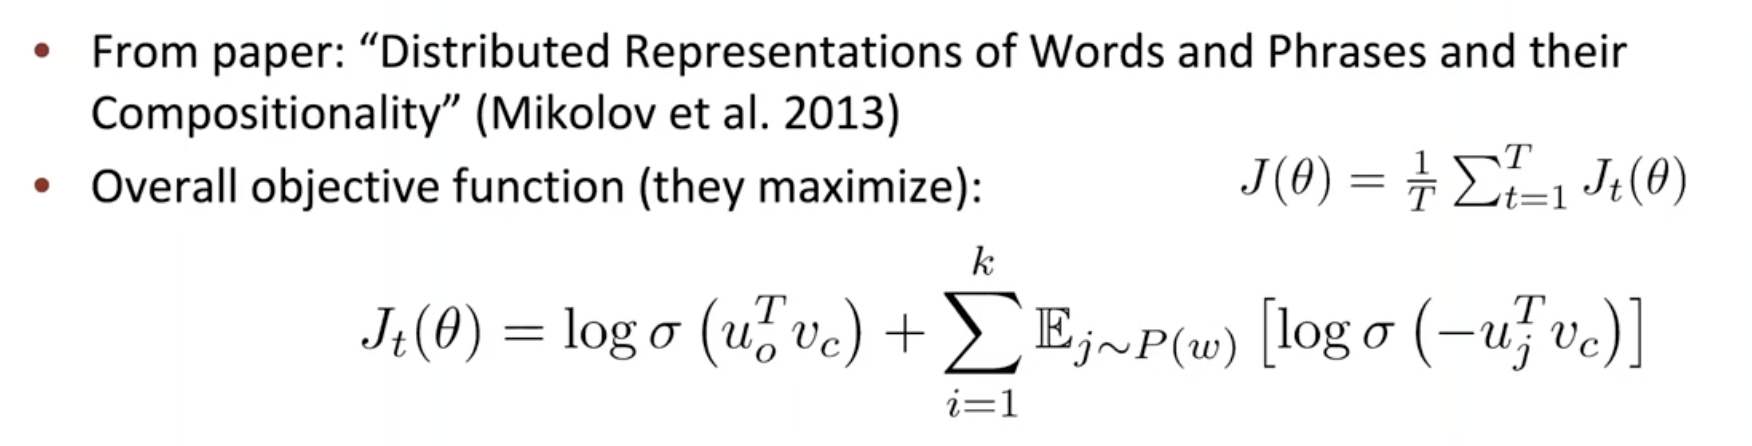 • From paper: “Distributed Representations of Words and Phrases and their
Compositionality” (Mikolov et al. 2013)
• Overall objective function (they maximize): J(θ) = 1/T ∑_{t=1}^{T} J_t(θ)
J_t(θ) = log σ (u_o^T v_c) + ∑_{i=1}^{k} 𝔼_{j∼P(w)} [log σ (−u_j^T v_c)]